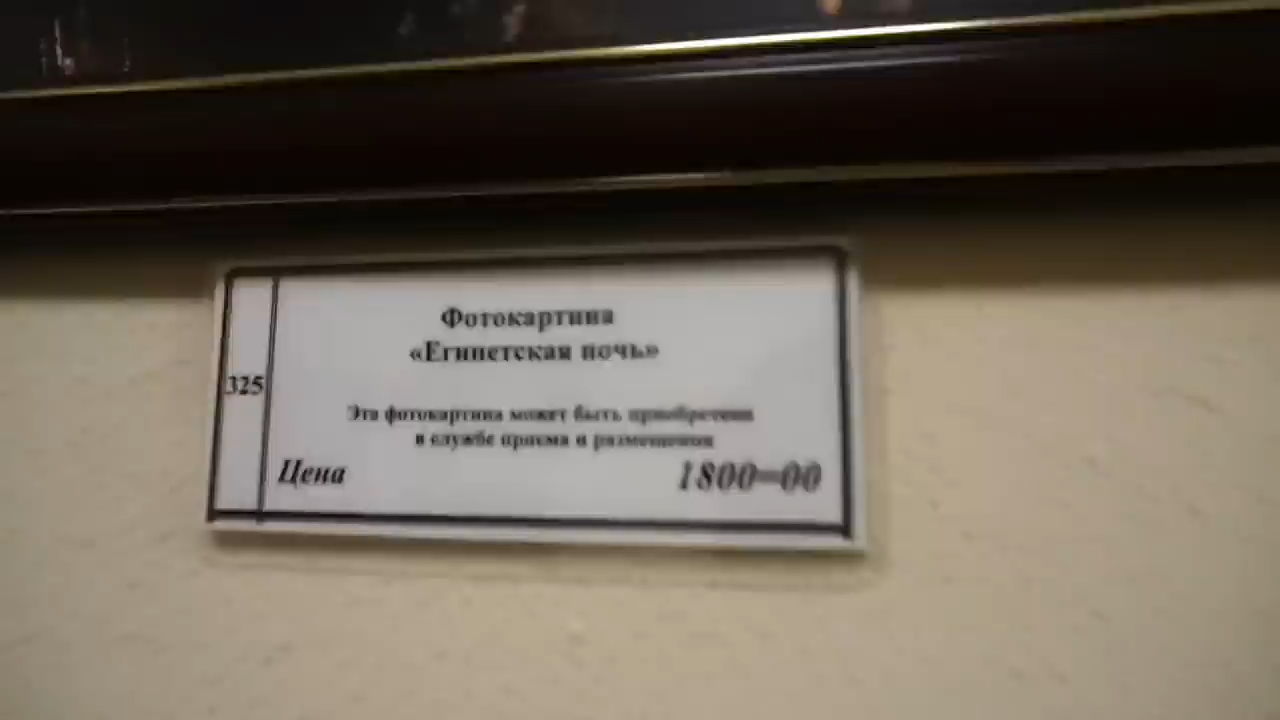 Фотокартина
«Египетская ночь»
325
Эта фотокартина может быть приобретена
в службе приема и размещения
Цена 1800=00